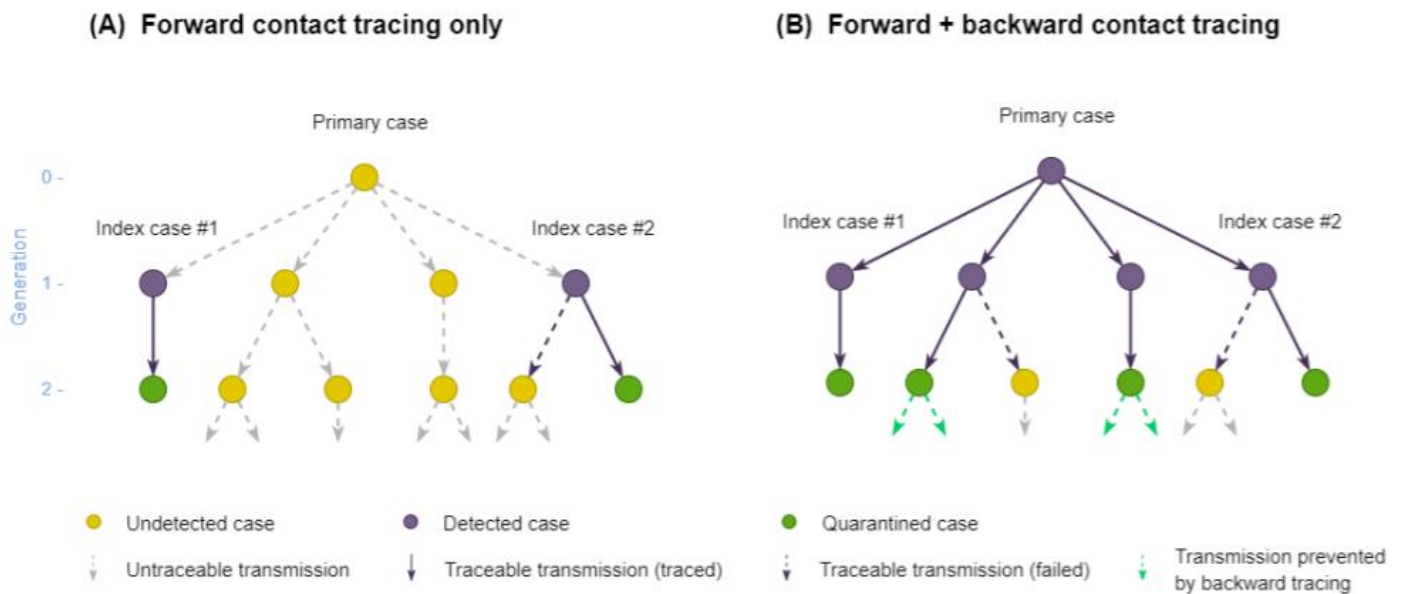 (A) Forward contact tracing only
(B) Forward + backward contact tracing
Primary case
Primary case
Generation
0 -
Index case #1
Index case #2
Index case #1
Index case #2
1 -
2 -
Undetected case
Detected case
Quarantined case
Untraceable transmission
Traceable transmission (traced)
Traceable transmission (failed)
Transmission prevented
by backward tracing